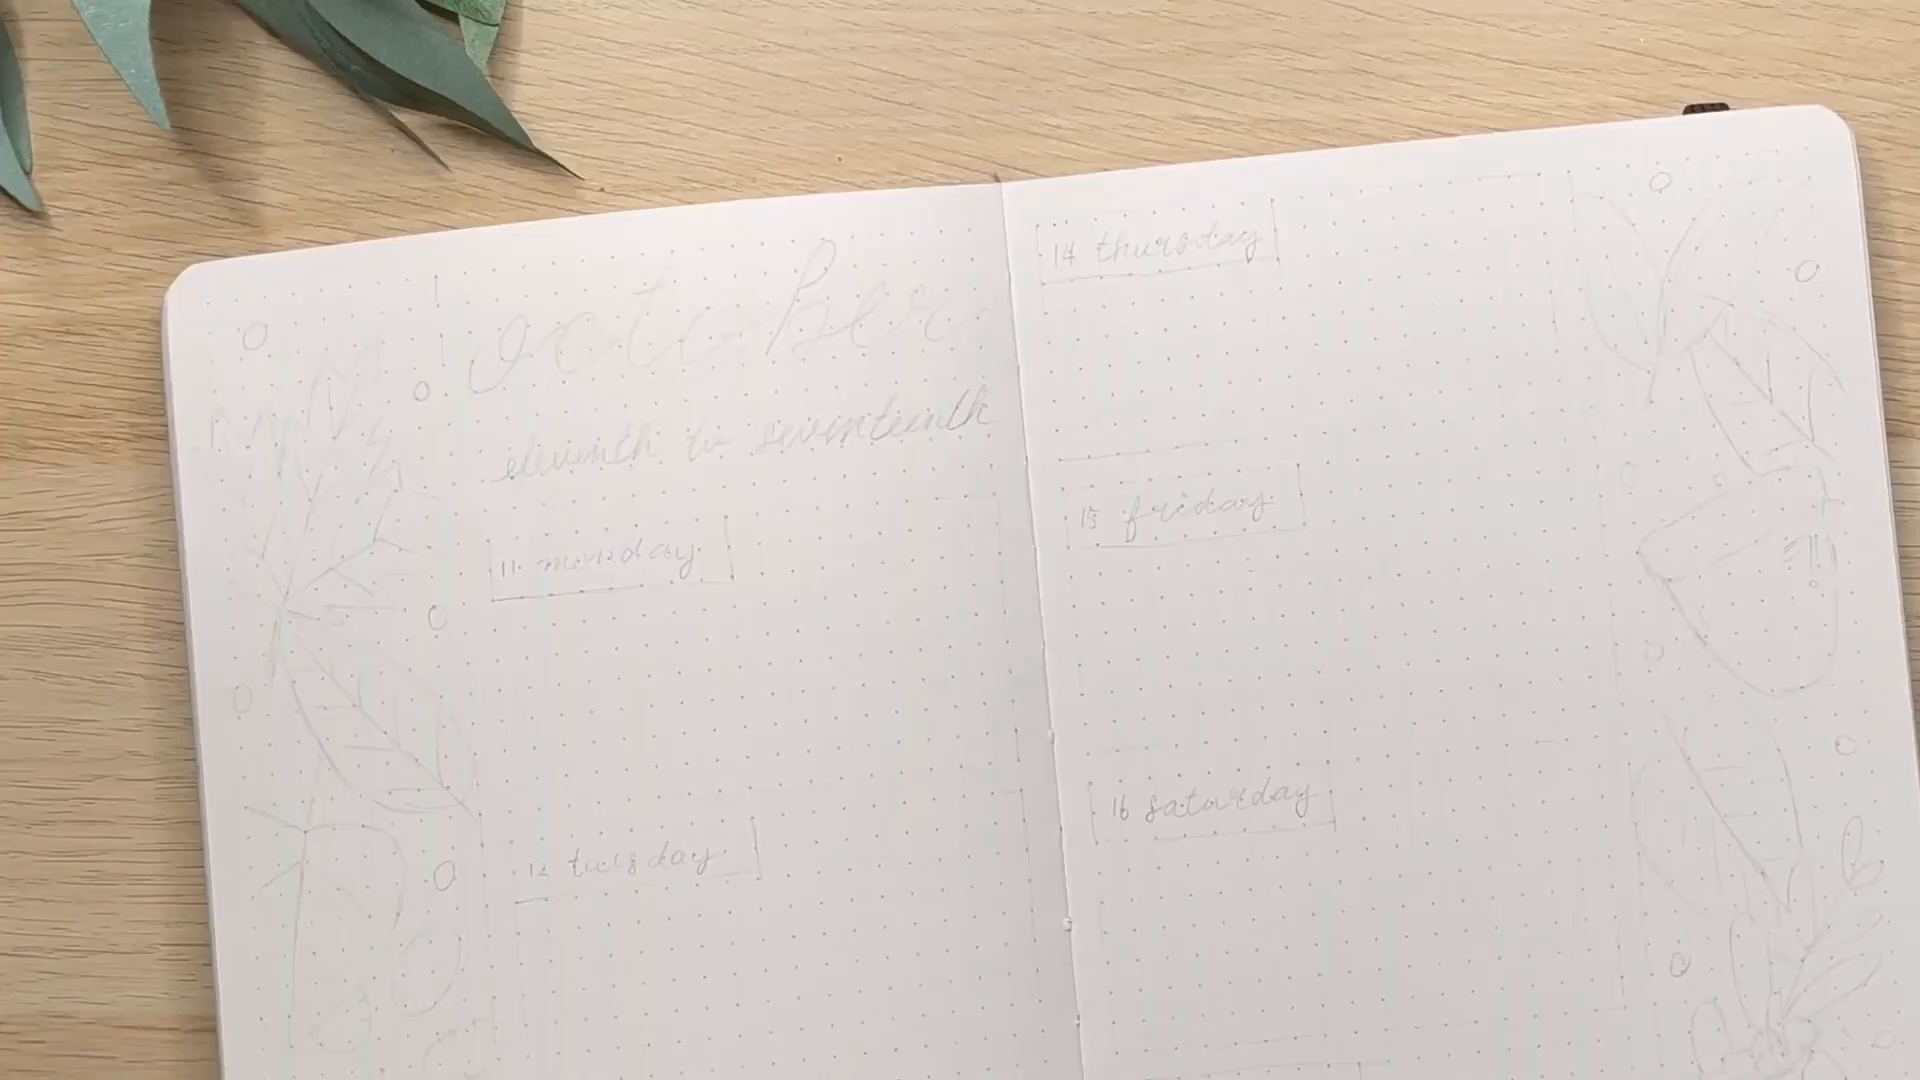 october
eleventh to seventeenth
11 monday
12 tuesday
14 thursday
15 friday
16 saturday